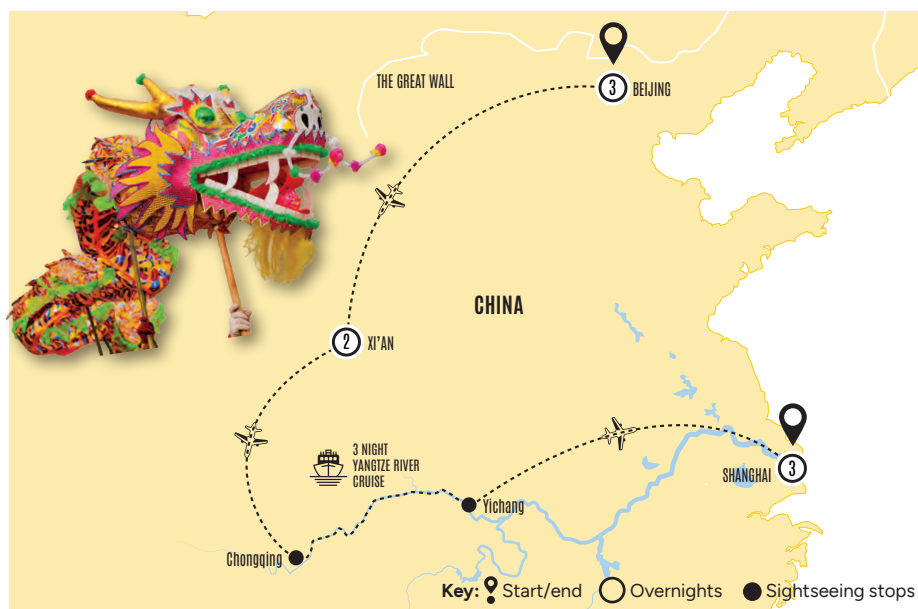 THE GREAT WALL
3 BEIJING
CHINA
2 XI'AN
3 NIGHT
YANGTZE RIVER
CRUISE
SHANGHAI 3
Yichang
Chongqing
Key: Start/end Overnights Sightseeing stops